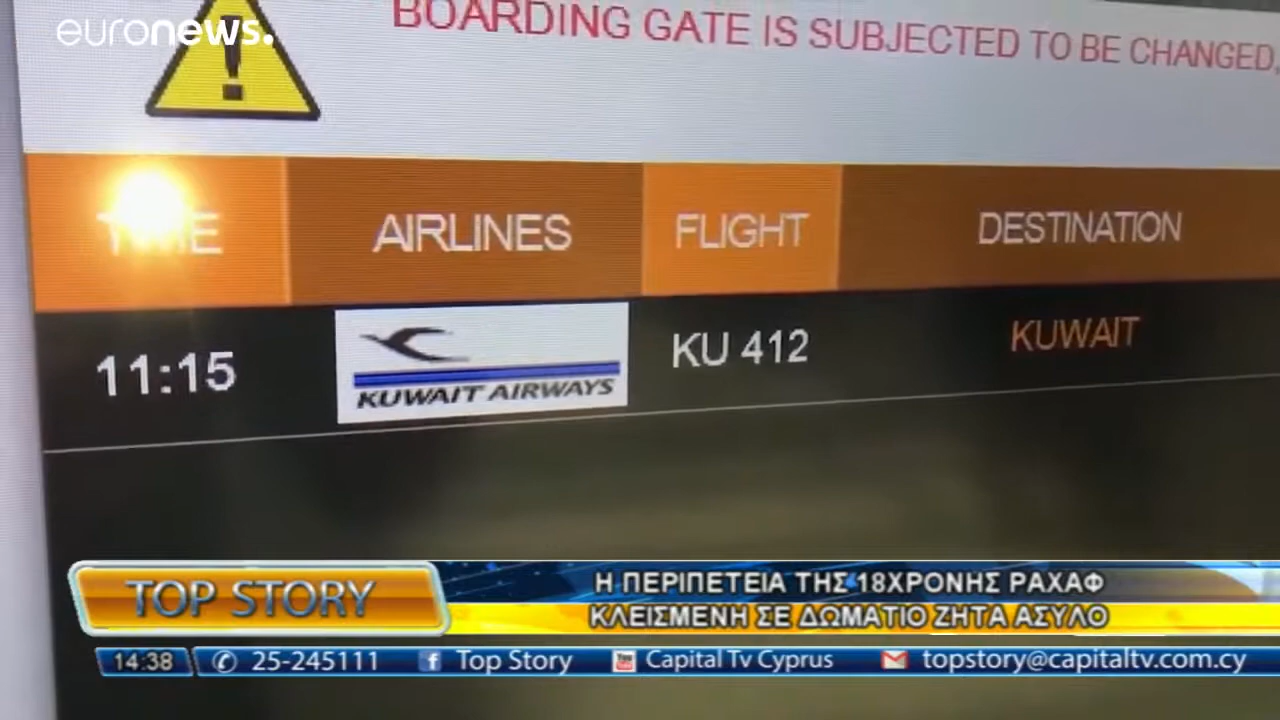 euronews.
BOARDING GATE IS SUBJECTED TO BE CHANGED.
TIME AIRLINES FLIGHT DESTINATION
11:15 KUWAIT AIRWAYS KU 412 KUWAIT
TOP STORY
Η ΠΕΡΙΠΕΤΕΙΑ ΤΗΣ 18ΧΡΟΝΗΣ ΡΑΧΑΦ
ΚΛΕΙΣΜΕΝΗ ΣΕ ΔΩΜΑΤΙΟ ΖΗΤΑ ΑΣΥΛΟ
14:38 25-245111 Top Story Capital Tv Cyprus topstory@capitaltv.com.cy